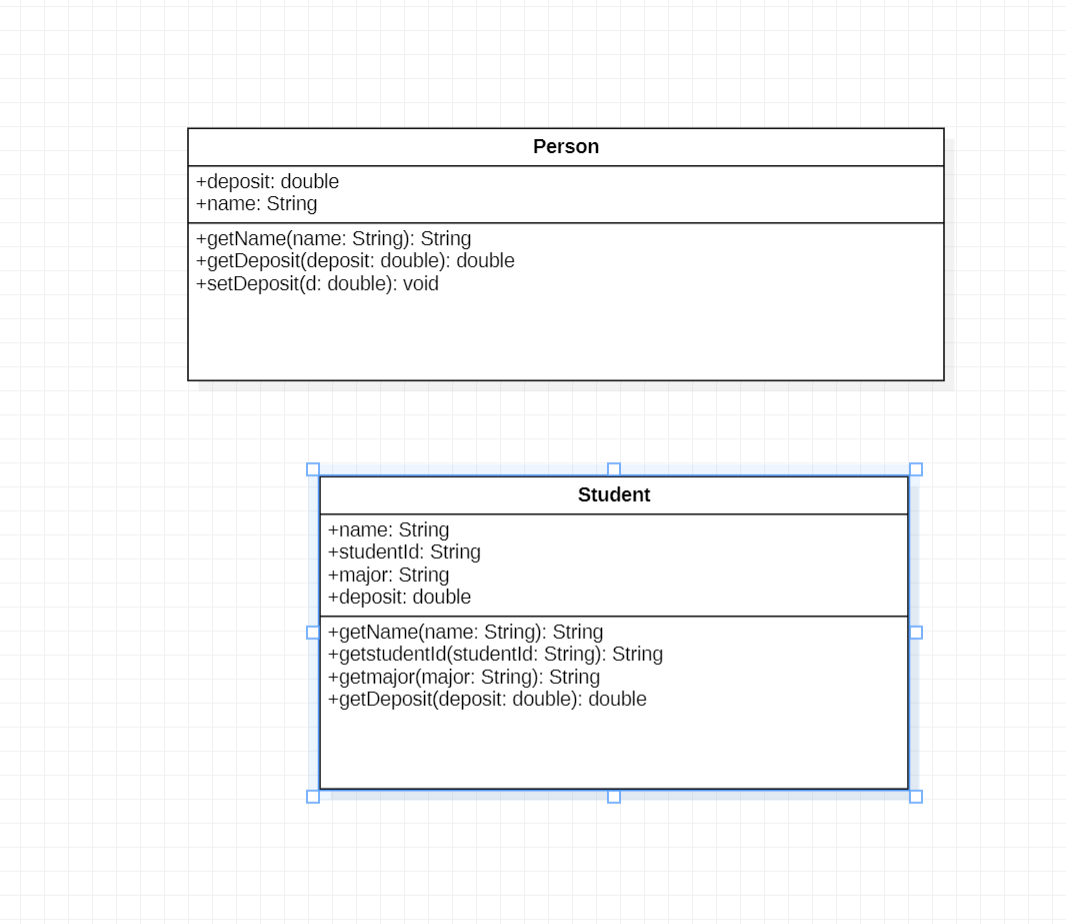 Person
+deposit: double
+name: String
+getName(name: String): String
+getDeposit(deposit: double): double
+setDeposit(d: double): void
Student
+name: String
+studentId: String
+major: String
+deposit: double
+getName(name: String): String
+getstudentId(studentId: String): String
+getmajor(major: String): String
+getDeposit(deposit: double): double